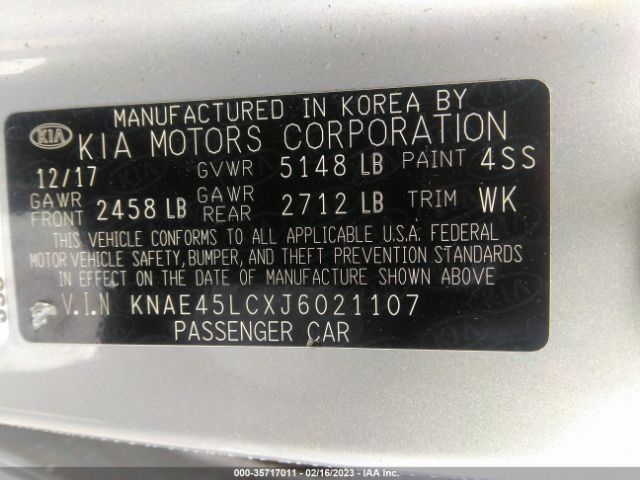 MANUFACTURED IN KOREA BY
KIA KIA MOTORS CORPORATION
12/17 GVWR 5148 LB PAINT 4SS
GAWR FRONT 2458 LB GAWR REAR 2712 LB TRIM WK
THIS VEHICLE CONFORMS TO ALL APPLICABLE U.S.A. FEDERAL
MOTOR VEHICLE SAFETY, BUMPER, AND THEFT PREVENTION STANDARDS
IN EFFECT ON THE DATE OF MANUFACTURE SHOWN ABOVE
V.I.N KNAE45LCXJ6021107
PASSENGER CAR
000-35717011 - 02/16/2023 - IAA Inc.